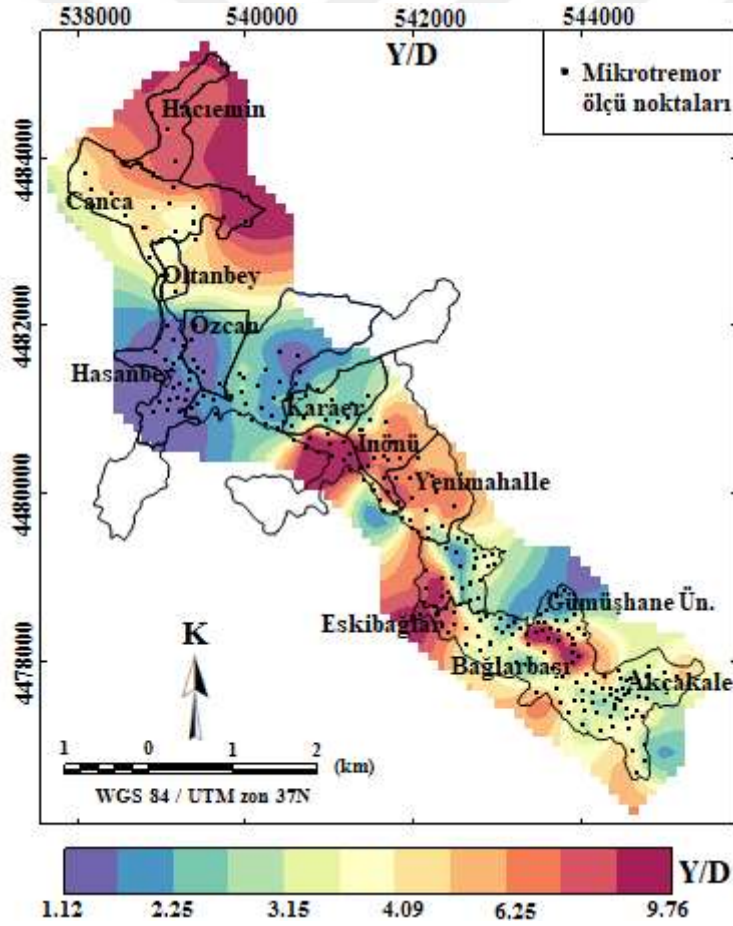 538000 540000 542000 544000
Y/D
Mikrotremor
ölçü noktaları
4484000
4482000
4480000
4478000
Hacıemin
Canca
Oltanbey
Özcan
Hasanbey
Karaer
İnönü
Yenimahalle
Gümüşhane Ün.
Eskibağlar
Bağlarbaşı
Akçakale
K
1 0 1 2
(km)
WGS 84 / UTM zon 37N
Y/D
1.12 2.25 3.15 4.09 6.25 9.76